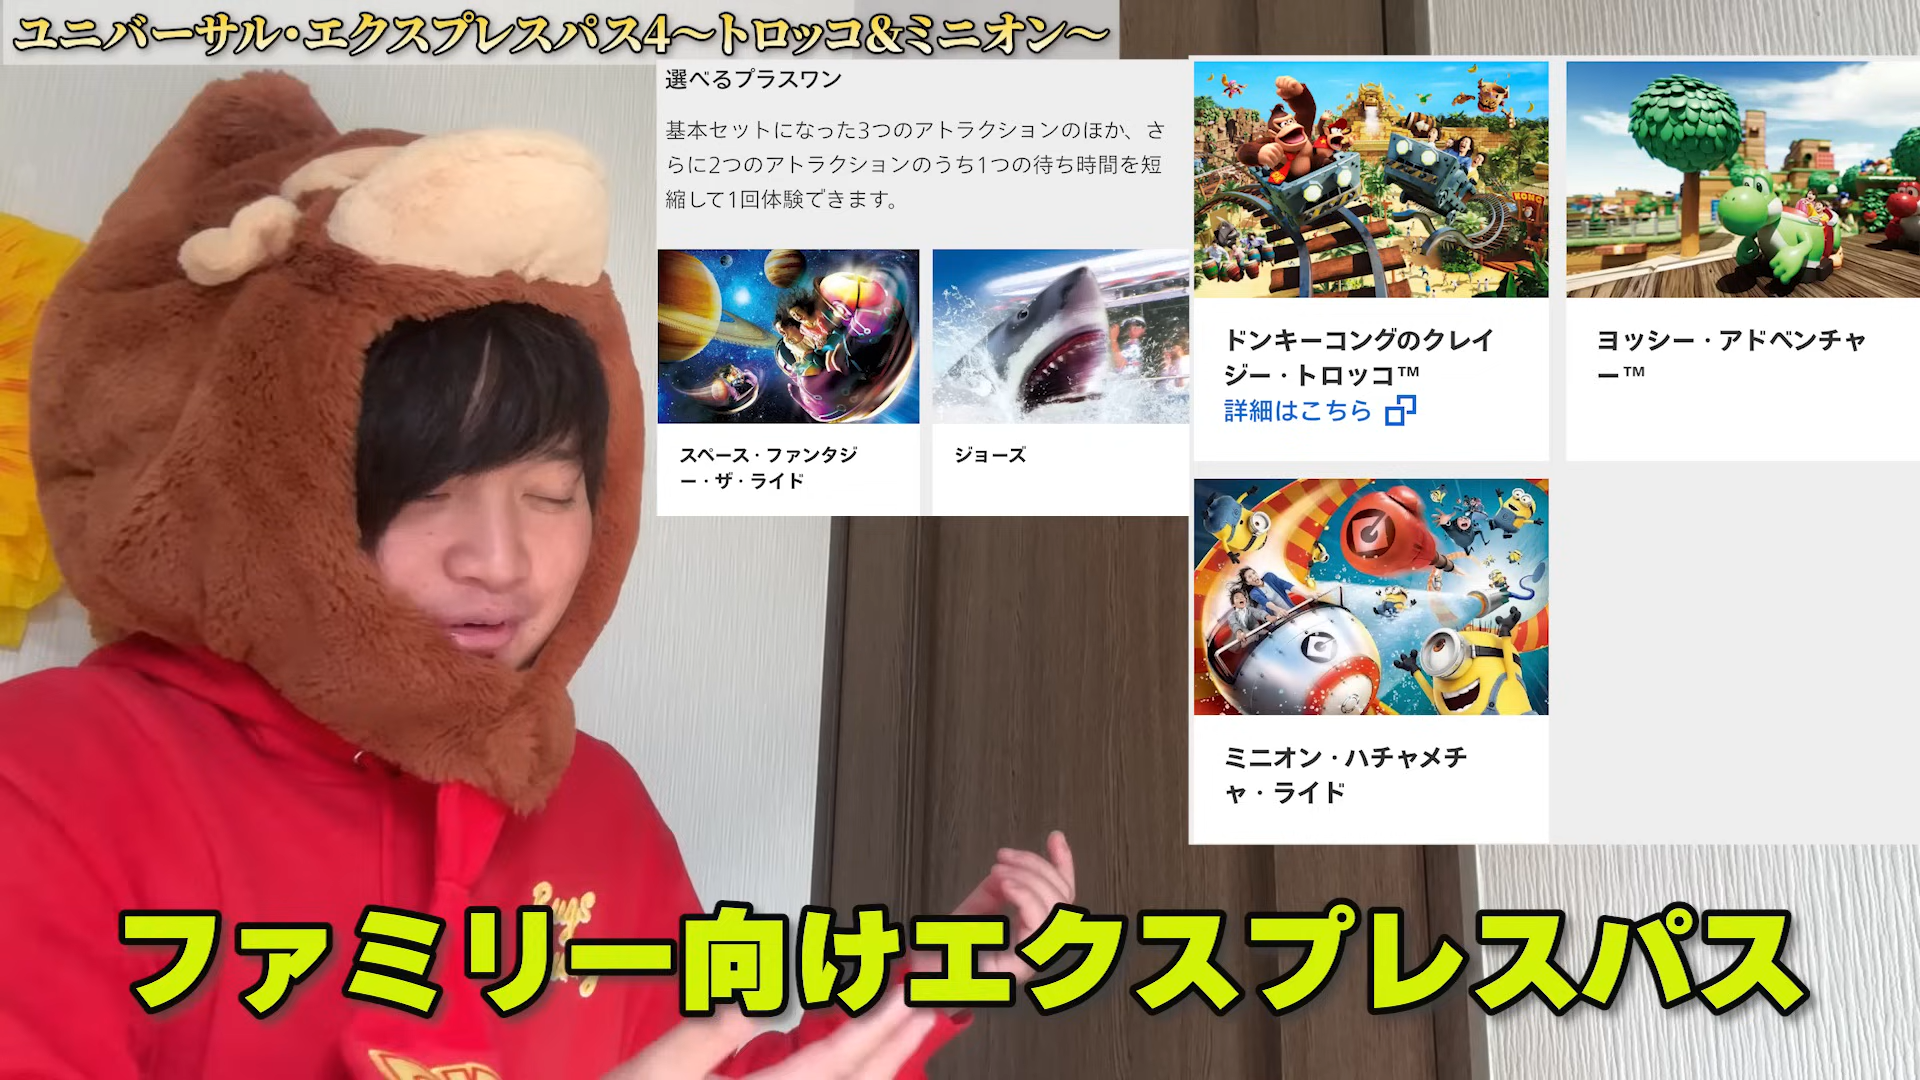 ユニバーサル・エクスプレスパス4〜トロッコ&ミニオン〜
選べるプラスワン
基本セットになった3つのアトラクションのほか、さ
らに2つのアトラクションのうち1つの待ち時間を短
縮して1回体験できます。
スペース・ファンタジ
ー・ザ・ライド
ジョーズ
ドンキーコングのクレイ
ジー・トロッコ™
詳細はこちら
ヨッシー・アドベンチャ
ー™
ミニオン・ハチャメチ
ャ・ライド
ファミリー向けエクスプレスパス